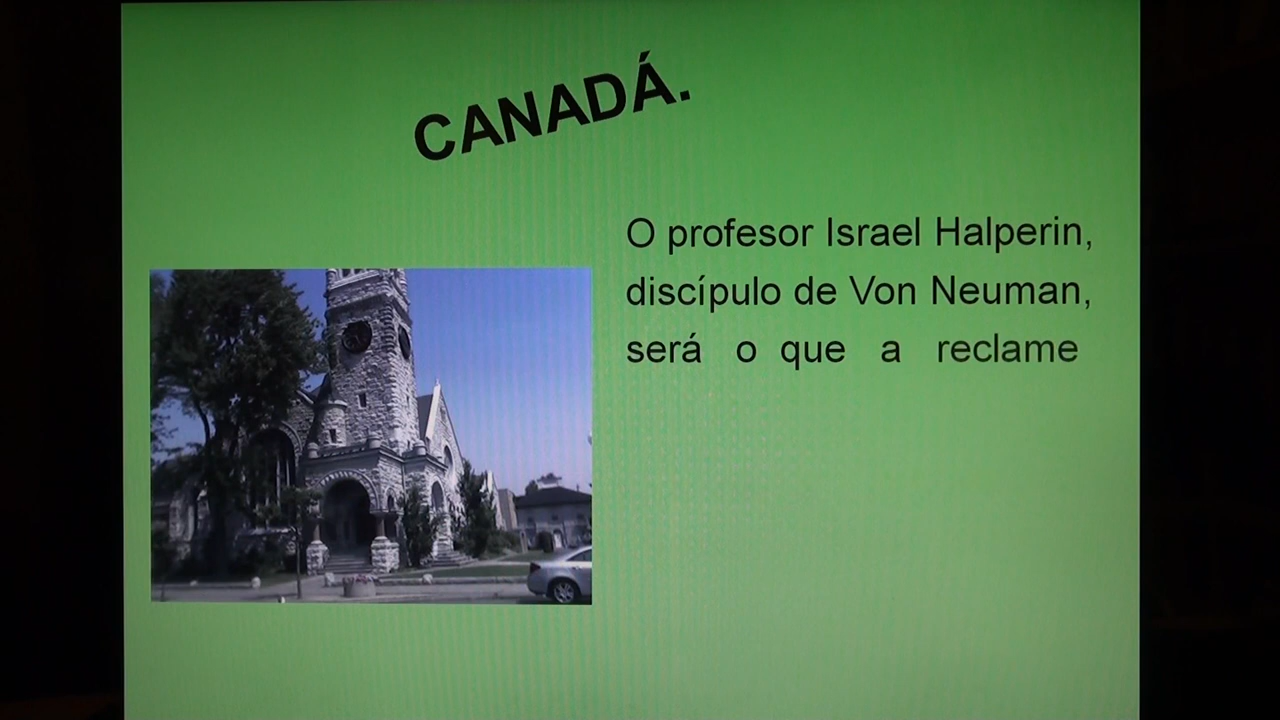 CANADÁ.
O profesor Israel Halperin,
discípulo de Von Neuman,
será o que a reclame